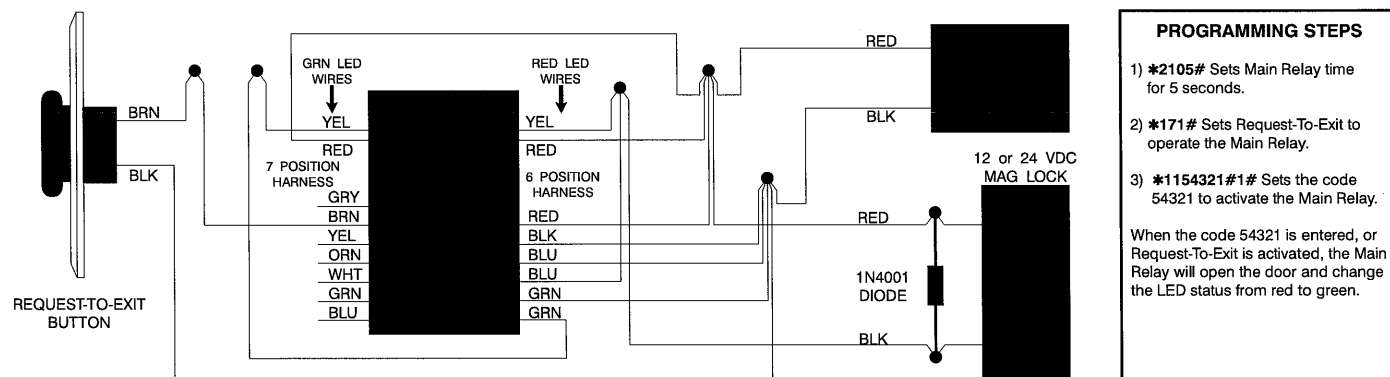 BRN
BLK
REQUEST-TO-EXIT
BUTTON
GRN LED
WIRES
YEL
RED
7 POSITION
HARNESS
GRY
BRN
YEL
ORN
WHT
GRN
BLU
RED LED
WIRES
YEL
RED
6 POSITION
HARNESS
RED
BLK
BLU
BLU
GRN
GRN
RED
BLK
12 or 24 VDC
MAG LOCK
RED
1N4001
DIODE
BLK
PROGRAMMING STEPS
1) *2105# Sets Main Relay time
for 5 seconds.
2) *171# Sets Request-To-Exit to
operate the Main Relay.
3) *1154321#1# Sets the code
54321 to activate the Main Relay.
When the code 54321 is entered, or
Request-To-Exit is activated, the Main
Relay will open the door and change
the LED status from red to green.